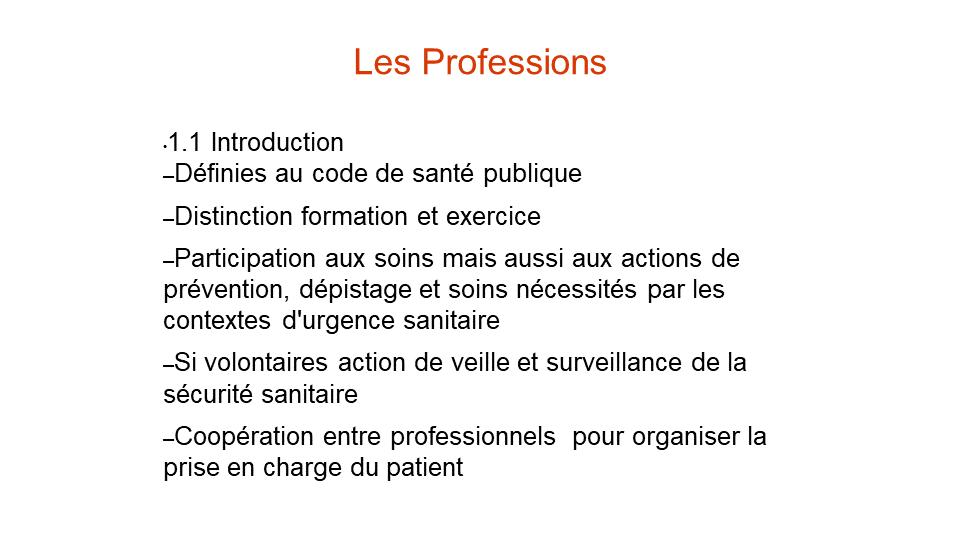 Les Professions
·1.1 Introduction
–Définies au code de santé publique
–Distinction formation et exercice
–Participation aux soins mais aussi aux actions de
prévention, dépistage et soins nécessités par les
contextes d'urgence sanitaire
–Si volontaires action de veille et surveillance de la
sécurité sanitaire
–Coopération entre professionnels  pour organiser la
prise en charge du patient